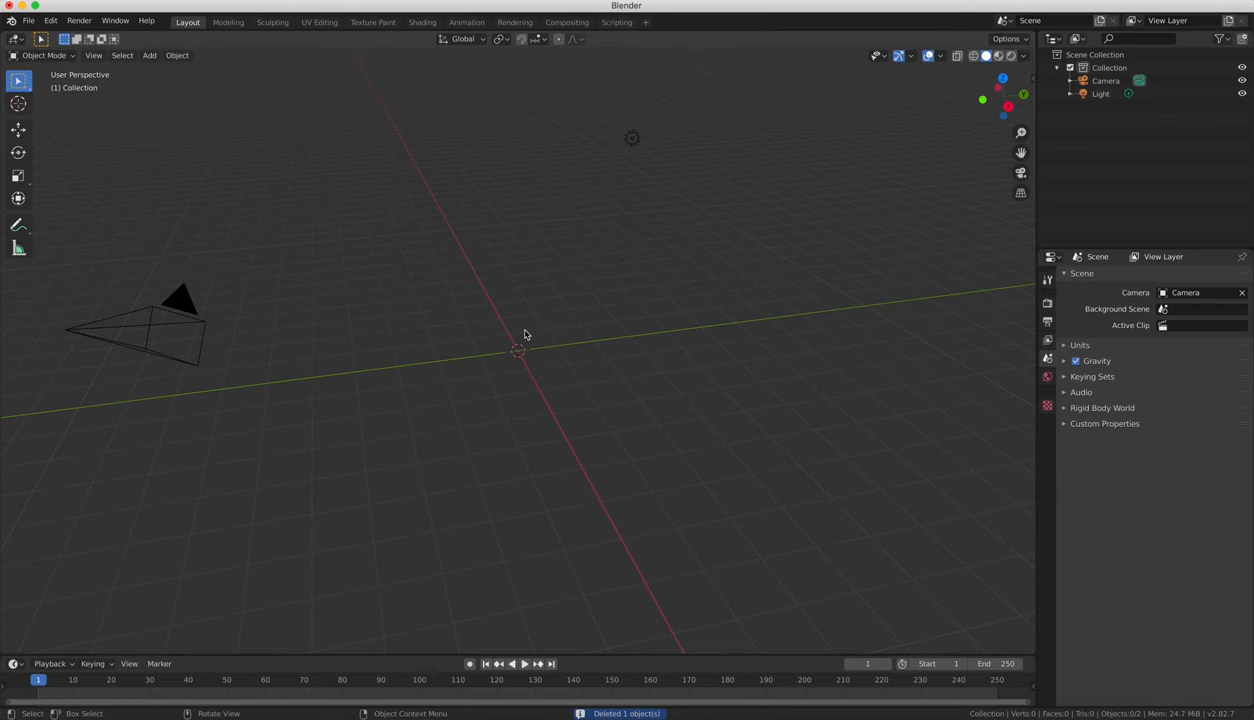 Blender
File Edit Render Window Help Layout Modeling Sculpting UV Editing Texture Paint Shading Animation Rendering Compositing Scripting + Scene View Layer
Global Options
Object Mode View Select Add Object
User Perspective
(1) Collection
Z
Y
X
Scene Collection
Collection
Camera
Light
Scene View Layer
Scene
Camera Camera
Background Scene
Active Clip
Units
Gravity
Keying Sets
Audio
Rigid Body World
Custom Properties
Playback Keying View Marker 1 Start 1 End 250
1 10 20 30 40 50 60 70 80 90 100 110 120 130 140 150 160 170 180 190 200 210 220 230 240 250
Select Box Select Rotate View Object Context Menu Deleted 1 object(s) Collection | Verts:0 | Faces:0 | Tris:0 | Objects:0/2 | Mem: 24.7 MiB | v2.82.7